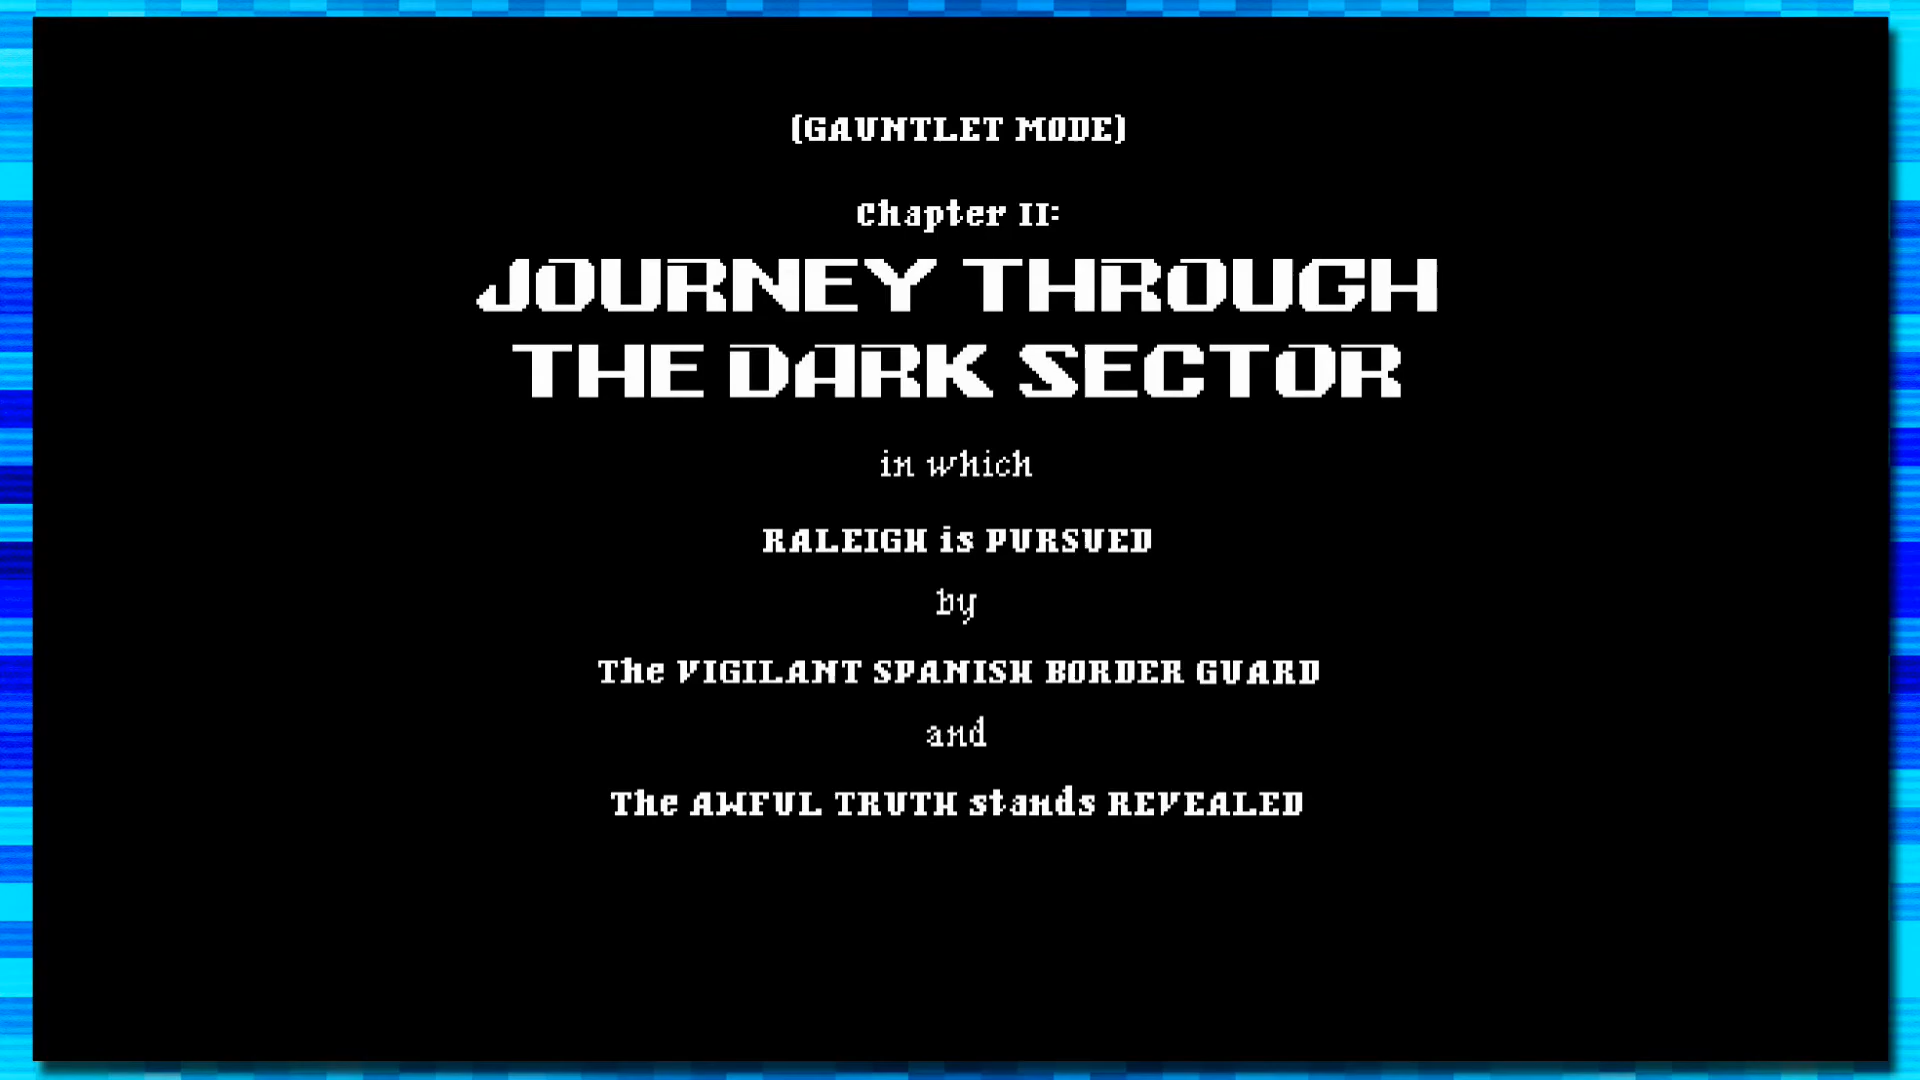 (GAUNTLET MODE)
Chapter II:
JOURNEY THROUGH
THE DARK SECTOR
in which
RALEIGH is PURSUED
by
The VIGILANT SPANISH BORDER GUARD
and
The AWFUL TRUTH stands REVEALED